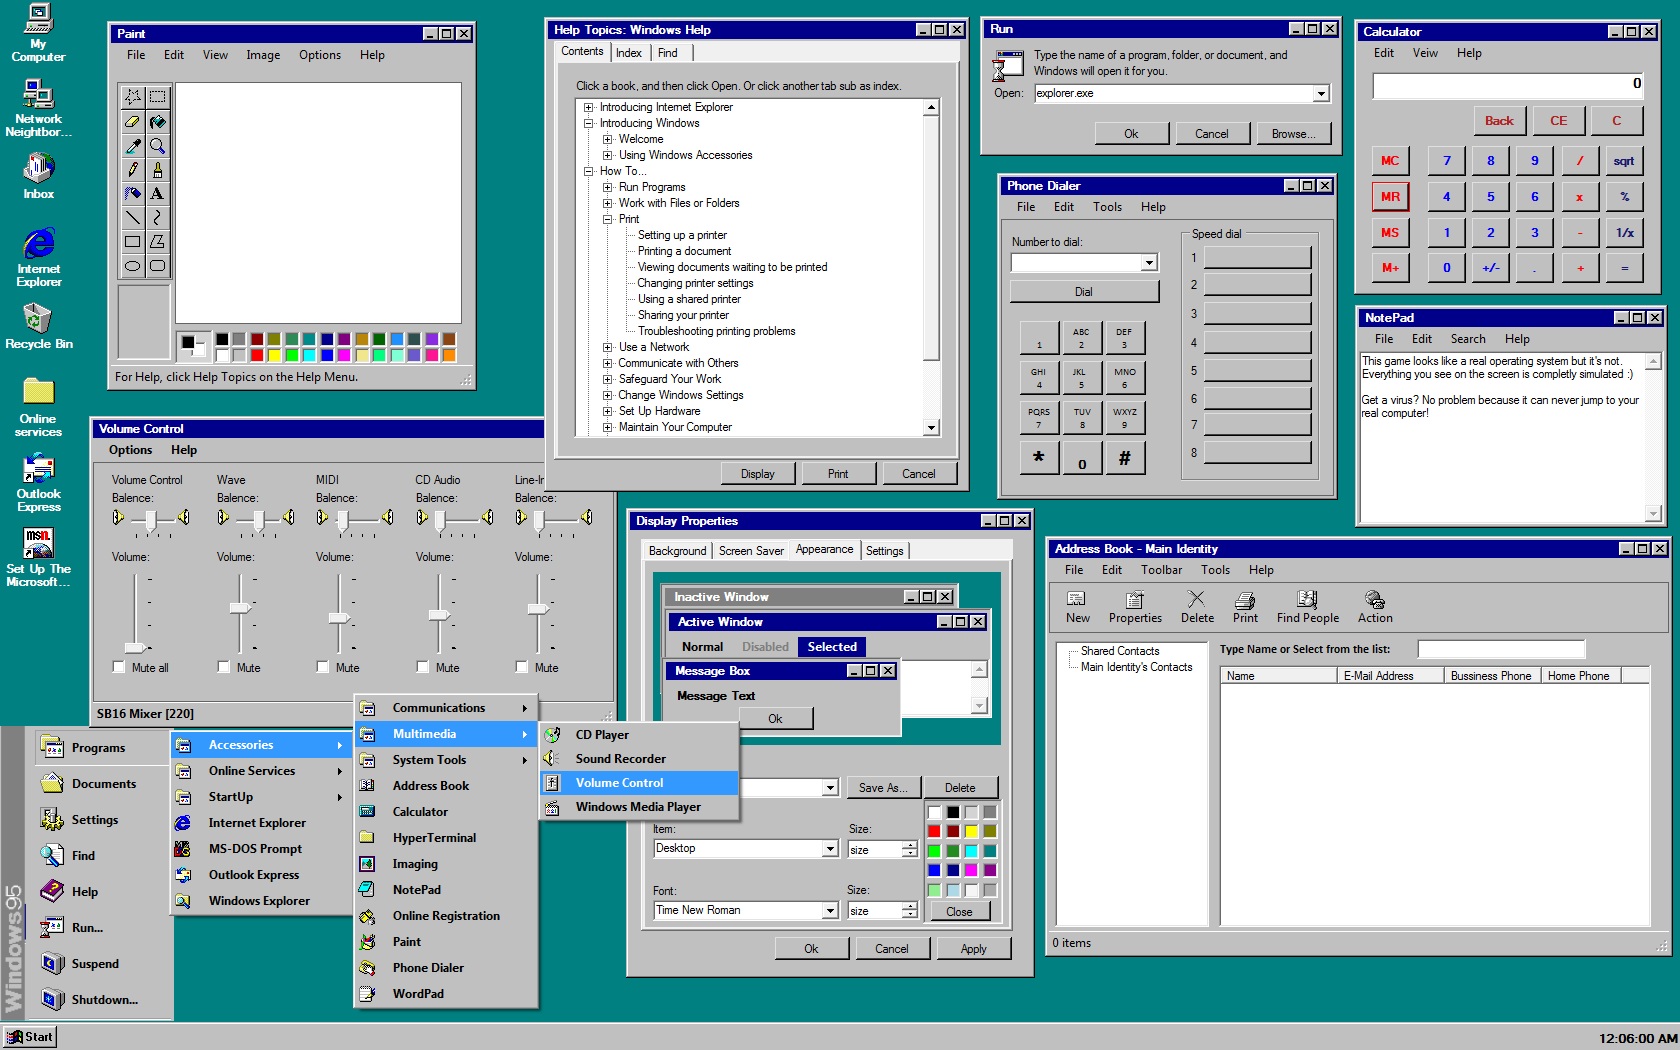 My
Computer
Network
Neighbor...
Inbox
Internet
Explorer
Recycle Bin
Online
services
Outlook
Express
msn.
Set Up The
Microsoft...
Paint
File Edit View Image Options Help
A
For Help, click Help Topics on the Help Menu.
Help Topics: Windows Help
Contents Index Find
Click a book, and then click Open. Or click another tab sub as index.
Introducing Internet Explorer
Introducing Windows
Welcome
Using Windows Accessories
How To...
Run Programs
Work with Files or Folders
Print
Setting up a printer
Printing a document
Viewing documents waiting to be printed
Changing printer settings
Using a shared printer
Sharing your printer
Troubleshooting printing problems
Use a Network
Communicate with Others
Safeguard Your Work
Change Windows Settings
Set Up Hardware
Maintain Your Computer
Display Print Cancel
Run
Type the name of a program, folder, or document, and
Windows will open it for you.
Open: explorer.exe
Ok Cancel Browse...
Calculator
Edit Veiw Help
0
Back CE C
MC 7 8 9 / sqrt
MR 4 5 6 x %
MS 1 2 3 - 1/x
M+ 0 +/- . + =
Phone Dialer
File Edit Tools Help
Number to dial:
Dial
1 ABC 2 DEF 3
GHI 4 JKL 5 MNO 6
PQRS 7 TUV 8 WXYZ 9
* 0 #
Speed dial
1
2
3
4
5
6
7
8
NotePad
File Edit Search Help
This game looks like a real operating system but it's not.
Everything you see on the screen is completly simulated :)
Get a virus? No problem because it can never jump to your
real computer!
Volume Control
Options Help
Volume Control Wave MIDI CD Audio Line-In
Balence: Balence: Balence: Balence: Balence:
Volume: Volume: Volume: Volume: Volume:
Mute all Mute Mute Mute Mute
SB16 Mixer [220]
Display Properties
Background Screen Saver Appearance Settings
Inactive Window
Active Window
Normal Disabled Selected
Message Box
Message Text
Ok
Save As... Delete
Item: Size:
Desktop size
Font: Size:
Time New Roman size
Close
Ok Cancel Apply
Address Book - Main Identity
File Edit Toolbar Tools Help
New Properties Delete Print Find People Action
Shared Contacts
Main Identity's Contacts
Type Name or Select from the list:
Name E-Mail Address Bussiness Phone Home Phone
0 items
Windows95
Programs
Documents
Settings
Find
Help
Run...
Suspend
Shutdown...
Accessories
Online Services
StartUp
Internet Explorer
MS-DOS Prompt
Outlook Express
Windows Explorer
Communications
Multimedia
System Tools
Address Book
Calculator
HyperTerminal
Imaging
NotePad
Online Registration
Paint
Phone Dialer
WordPad
CD Player
Sound Recorder
Volume Control
Windows Media Player
Start
12:06:00 AM